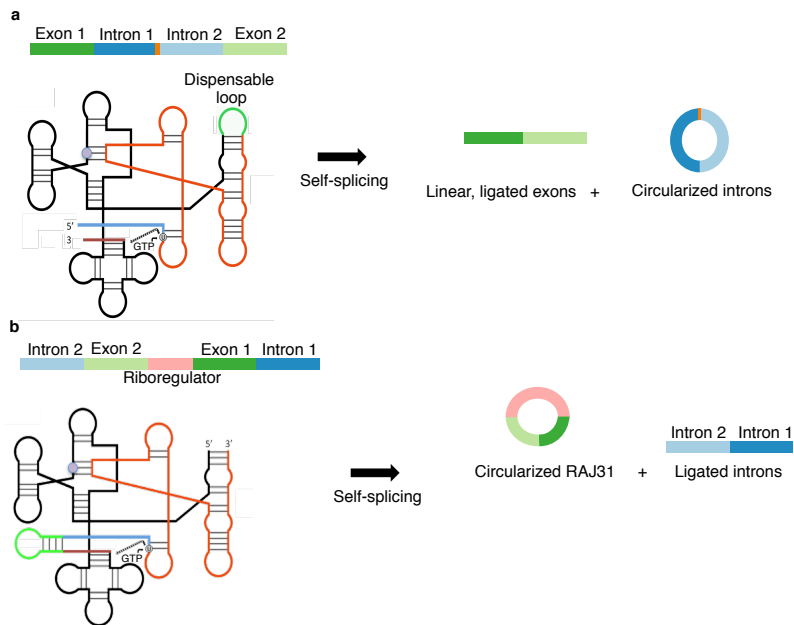 a
Exon 1 Intron 1 Intron 2 Exon 2
Dispensable
loop
5'
3'
GTP
G
Self-splicing
Linear, ligated exons + Circularized introns
b
Intron 2 Exon 2 Exon 1 Intron 1
Riboregulator
5' 3'
GTP
G
Self-splicing
Intron 2 Intron 1
Circularized RAJ31 + Ligated introns